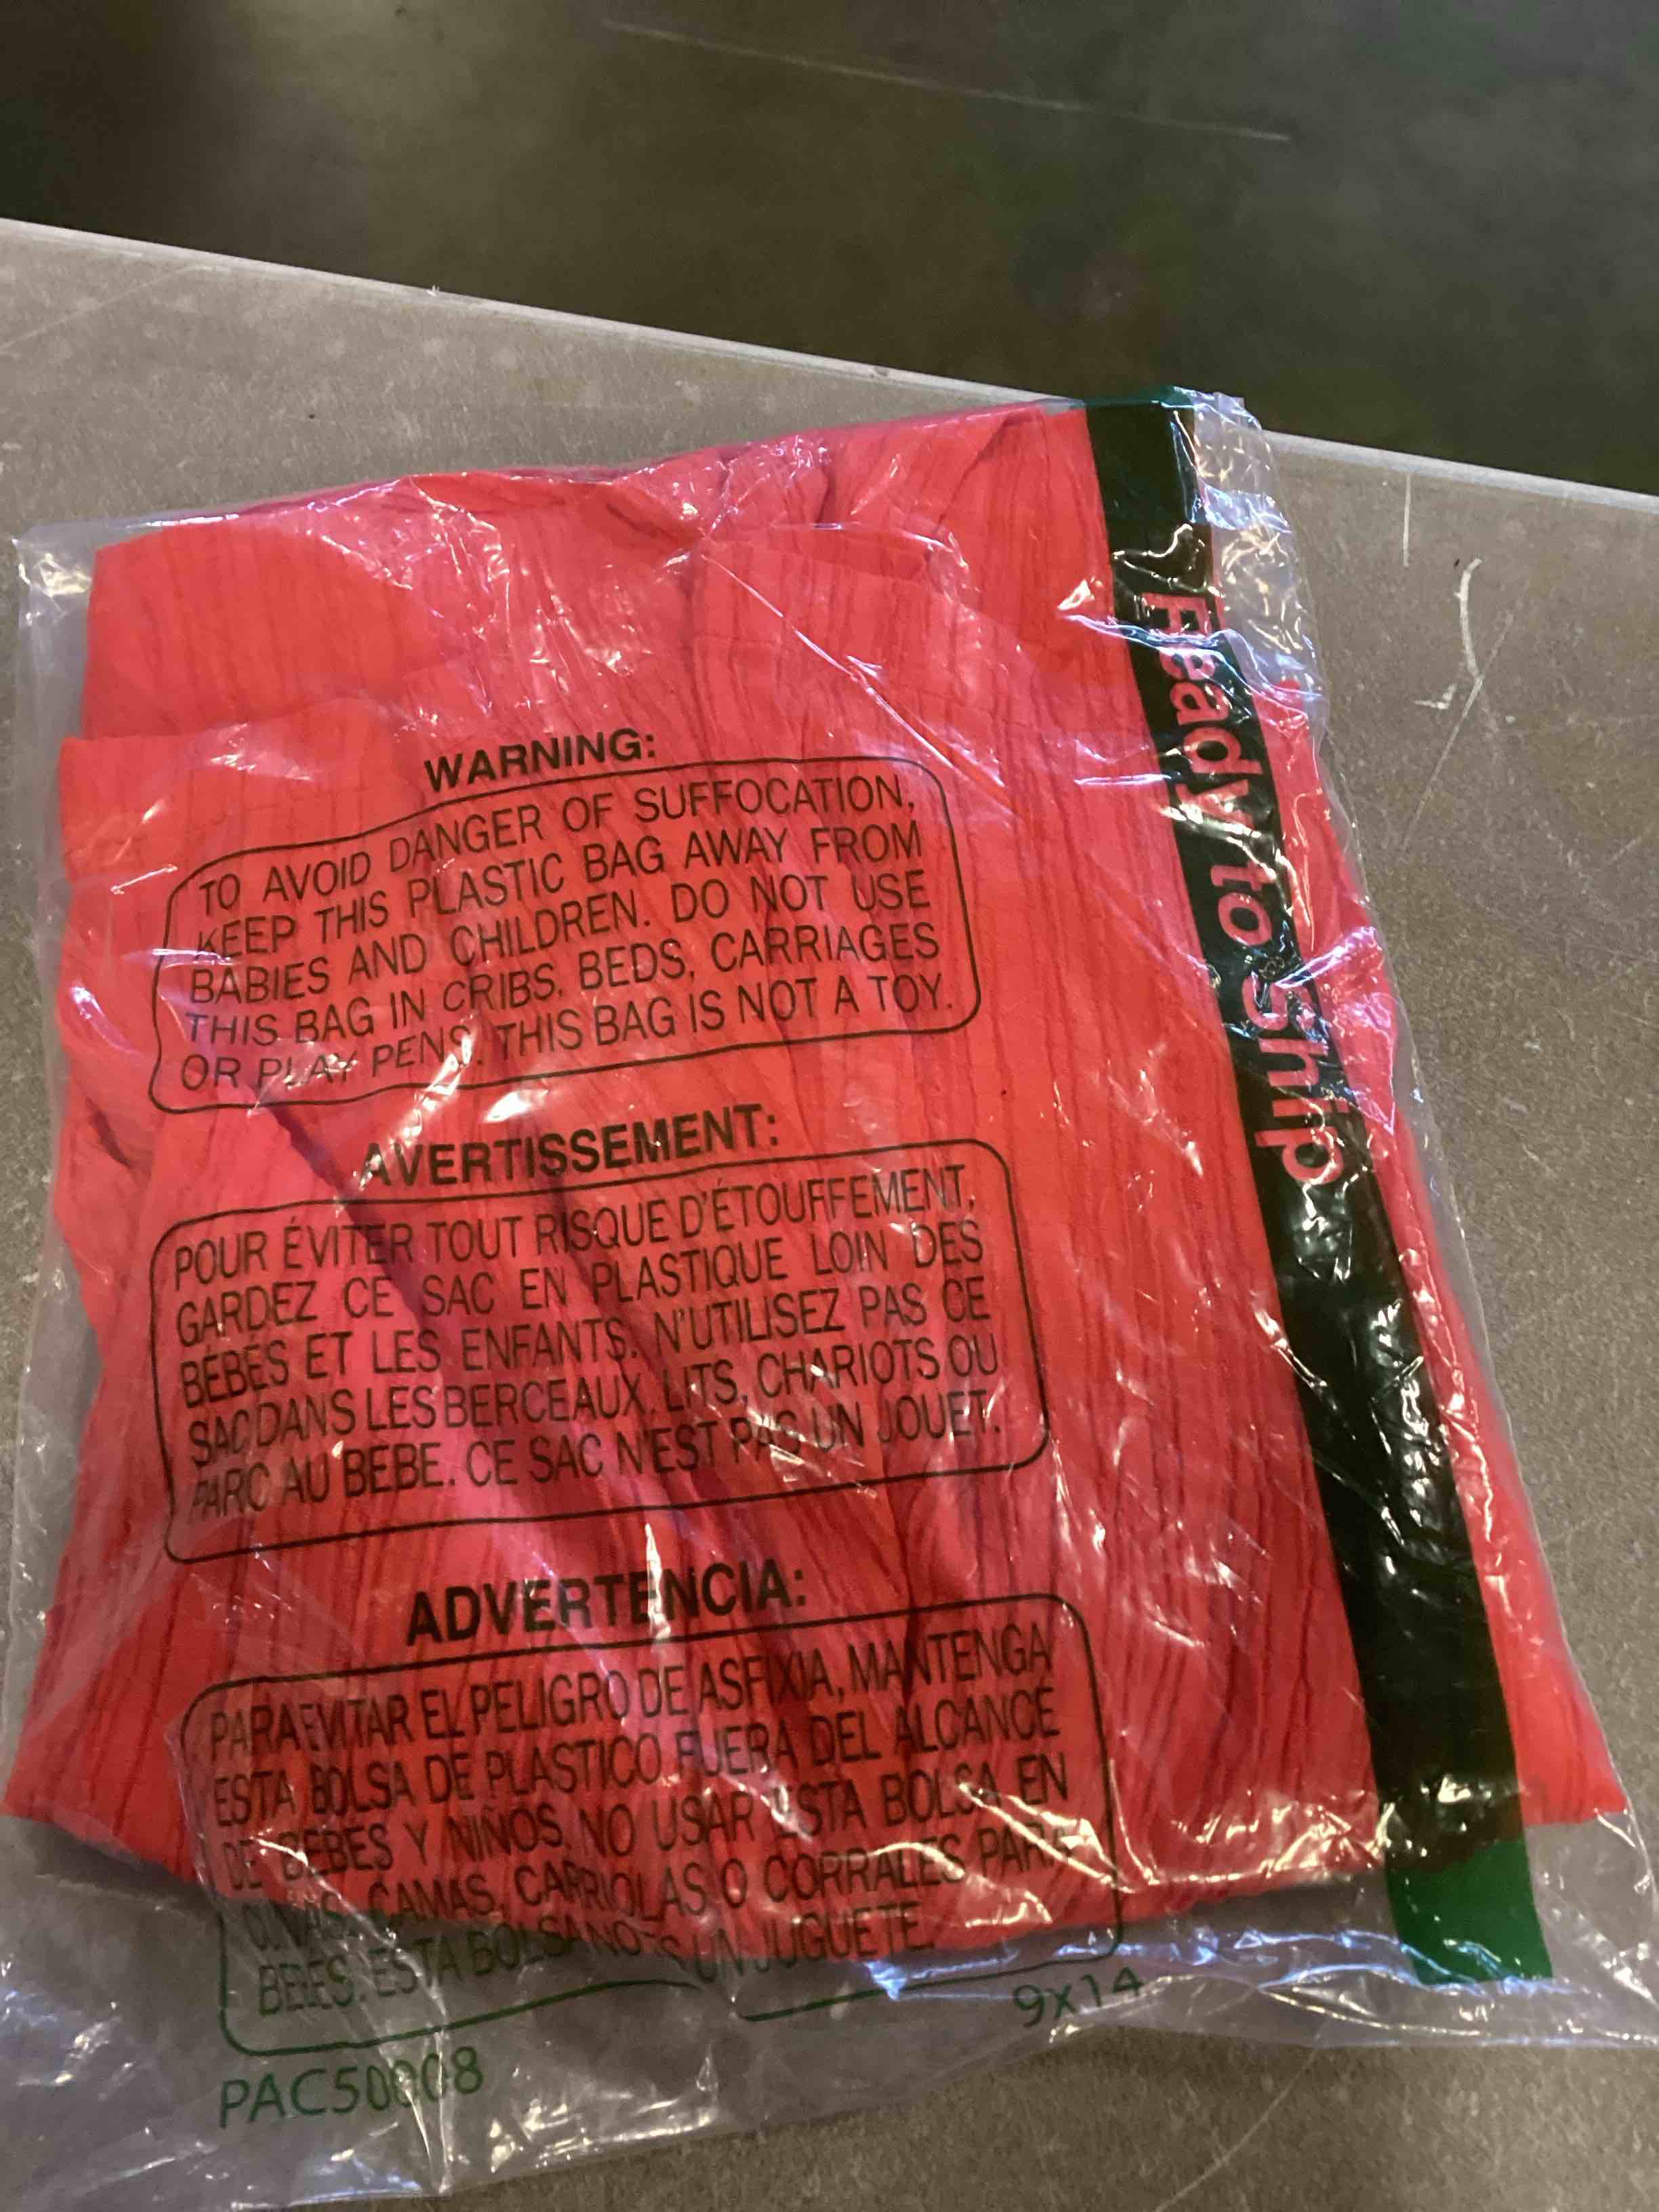 WARNING:
TO AVOID DANGER OF SUFFOCATION,
KEEP THIS PLASTIC BAG AWAY FROM
BABIES AND CHILDREN. DO NOT USE
THIS BAG IN CRIBS, BEDS, CARRIAGES
OR PLAY PENS. THIS BAG IS NOT A TOY.
AVERTISSEMENT:
POUR ÉVITER TOUT RISQUE D'ÉTOUFFEMENT,
GARDEZ CE SAC EN PLASTIQUE LOIN DES
BÉBÉS ET LES ENFANTS. N'UTILISEZ PAS CE
SAC DANS LES BERCEAUX, LITS, CHARIOTS OU
PARC AU BEBE. CE SAC N'EST PAS UN JOUET.
ADVERTENCIA:
PARA EVITAR EL PELIGRO DE ASFIXIA, MANTENGA
ESTA BOLSA DE PLASTICO FUERA DEL ALCANCE
DE BEBES Y NIÑOS. NO USAR ESTA BOLSA EN
CUNAS, CAMAS, CARRIOLAS O CORRALES PARA
BEBES. ESTA BOLSA NO ES UN JUGUETE.
9x14
PAC50008
Ready to Ship